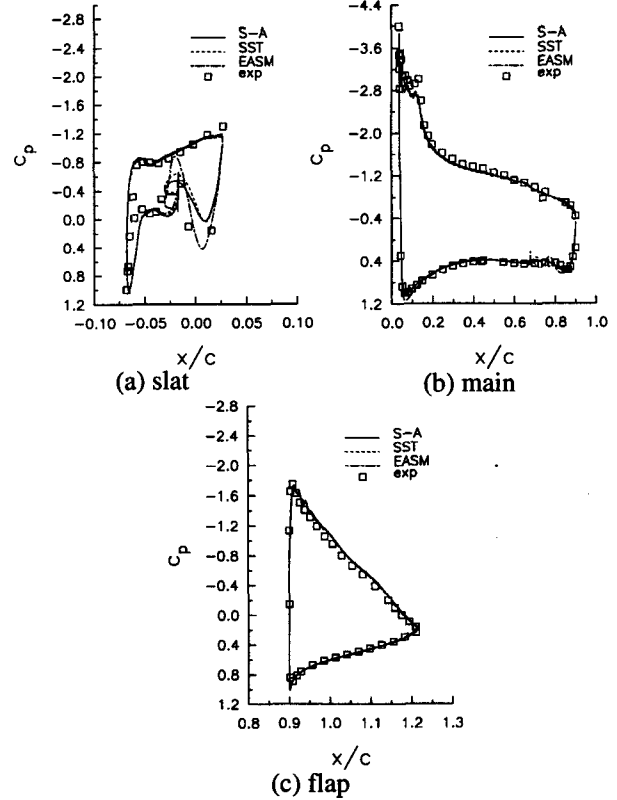 -2.8
-2.4
-2.0
-1.6
-1.2
-0.8
-0.4
0.0
0.4
0.8
1.2
Cp
S-A
SST
EASM
exp
-0.10 -0.05 0.00 0.05 0.10
x/c
(a) slat
-4.4
-3.6
-2.8
-2.0
-1.2
-0.4
0.4
1.2
Cp
S-A
SST
EASM
exp
0.0 0.2 0.4 0.6 0.8 1.0
x/c
(b) main
-2.8
-2.4
-2.0
-1.6
-1.2
-0.8
-0.4
0.0
0.4
0.8
1.2
Cp
S-A
SST
EASM
exp
0.8 0.9 1.0 1.1 1.2 1.3
x/c
(c) flap